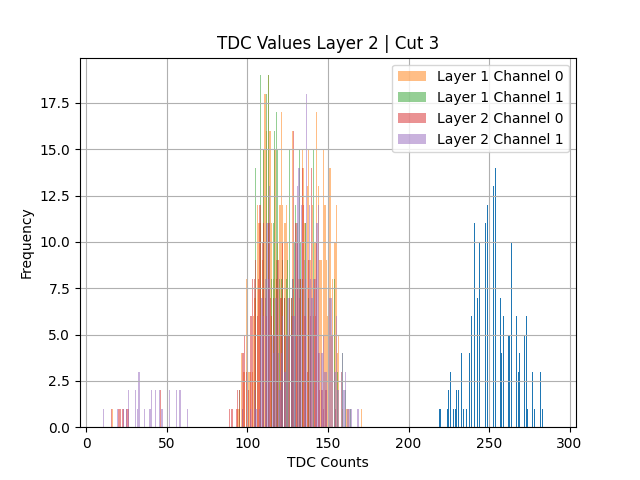 TDC Values Layer 2 | Cut 3
Layer 1 Channel 0
Layer 1 Channel 1
Layer 2 Channel 0
Layer 2 Channel 1
17.5
15.0
12.5
10.0
7.5
5.0
2.5
0.0
Frequency
0 50 100 150 200 250 300
TDC Counts